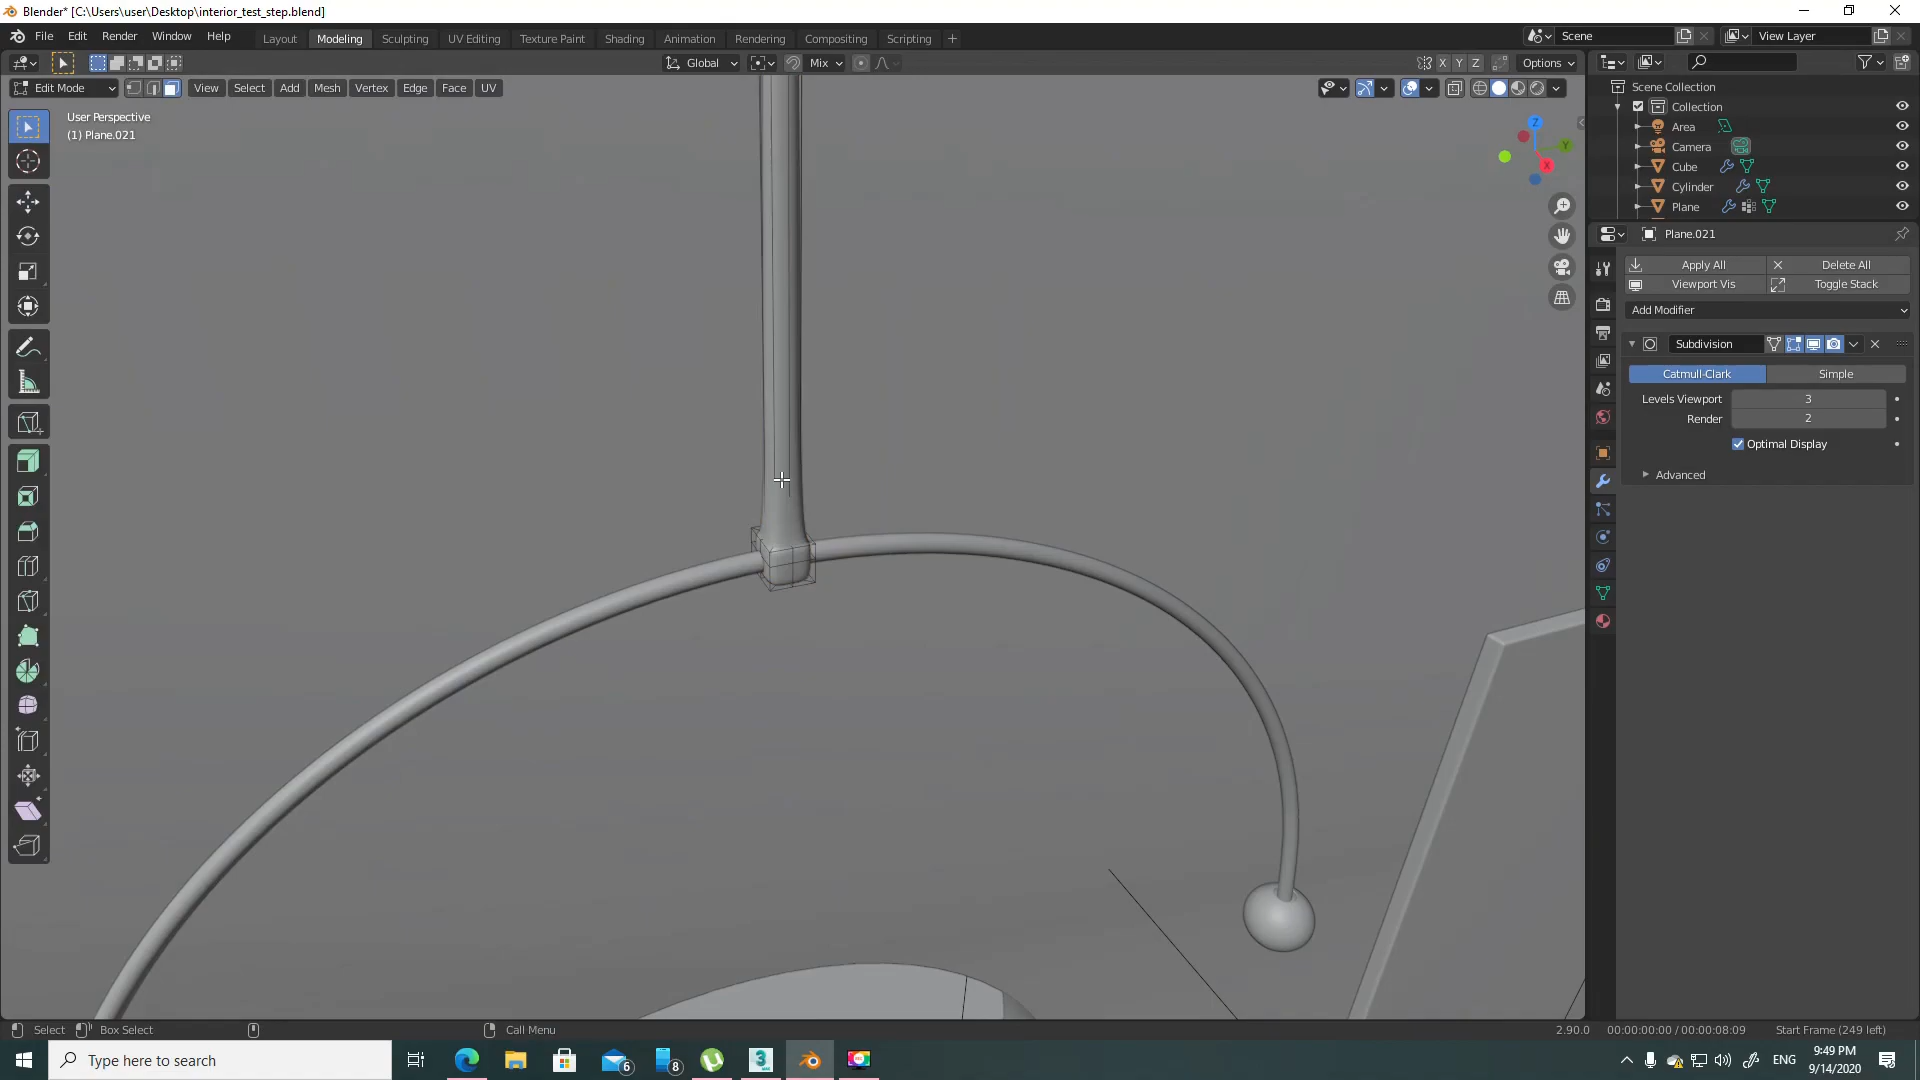 Blender* [C:\Users\user\Desktop\interior_test_step.blend]
File Edit Render Window Help Layout Modeling Sculpting UV Editing Texture Paint Shading Animation Rendering Compositing Scripting Scene View Layer
Global Mix X Y Z Options
Edit Mode View Select Add Mesh Vertex Edge Face UV
User Perspective
(1) Plane.021
Z
Y
X
Scene Collection
Collection
Area
Camera
Cube
Cylinder
Plane
Plane.021
Apply All Delete All
Viewport Vis Toggle Stack
Add Modifier
Subdivision
Catmull-Clark Simple
Levels Viewport 3
Render 2
Optimal Display
Advanced
Select Box Select Call Menu 2.90.0 00:00:00:00 / 00:00:08:09 Start Frame (249 left)
Type here to search 6 8 3 ENG 9:49 PM
9/14/2020